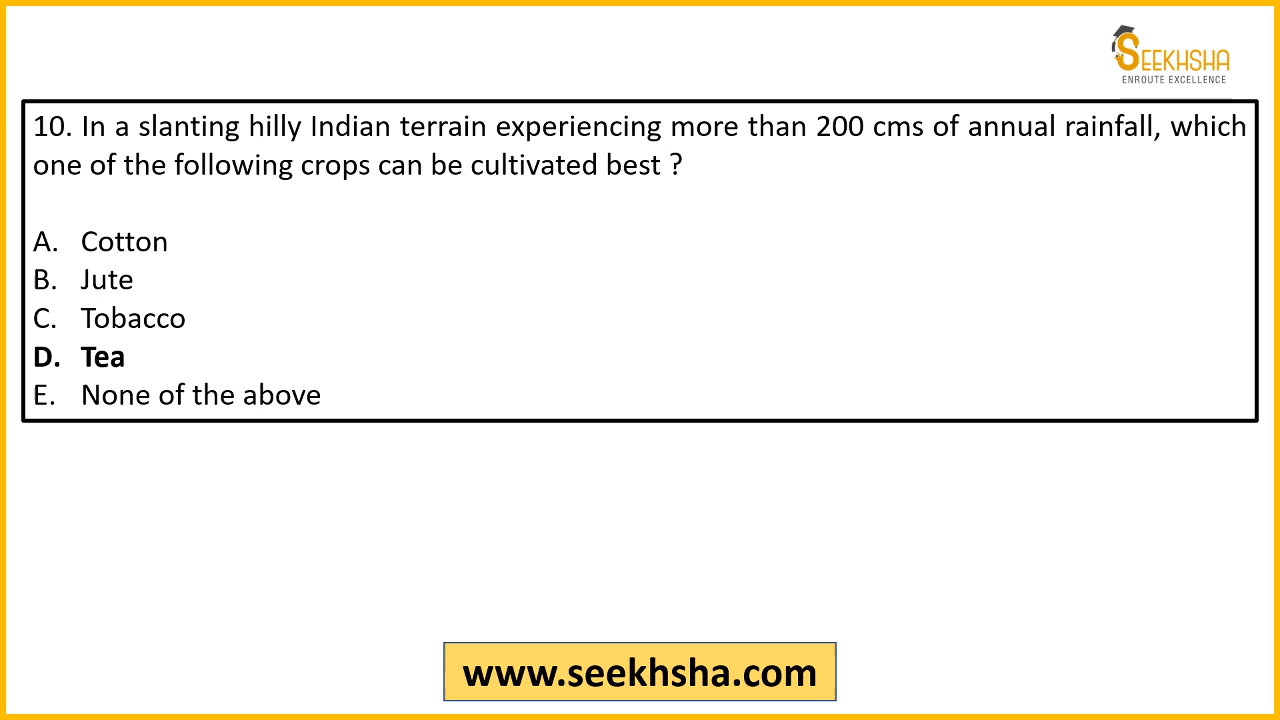 SEEKHSHA
ENROUTE EXCELLENCE
10. In a slanting hilly Indian terrain experiencing more than 200 cms of annual rainfall, which
one of the following crops can be cultivated best ?
A. Cotton
B. Jute
C. Tobacco
D. Tea
E. None of the above
www.seekhsha.com